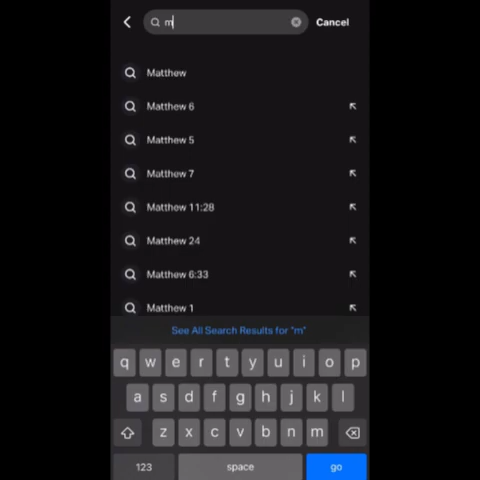 m
Cancel
Matthew
Matthew 6
Matthew 5
Matthew 7
Matthew 11:28
Matthew 24
Matthew 6:33
Matthew 1
See All Search Results for "m"
q w e r t y u i o p
a s d f g h j k l
z x c v b n m
123 space go